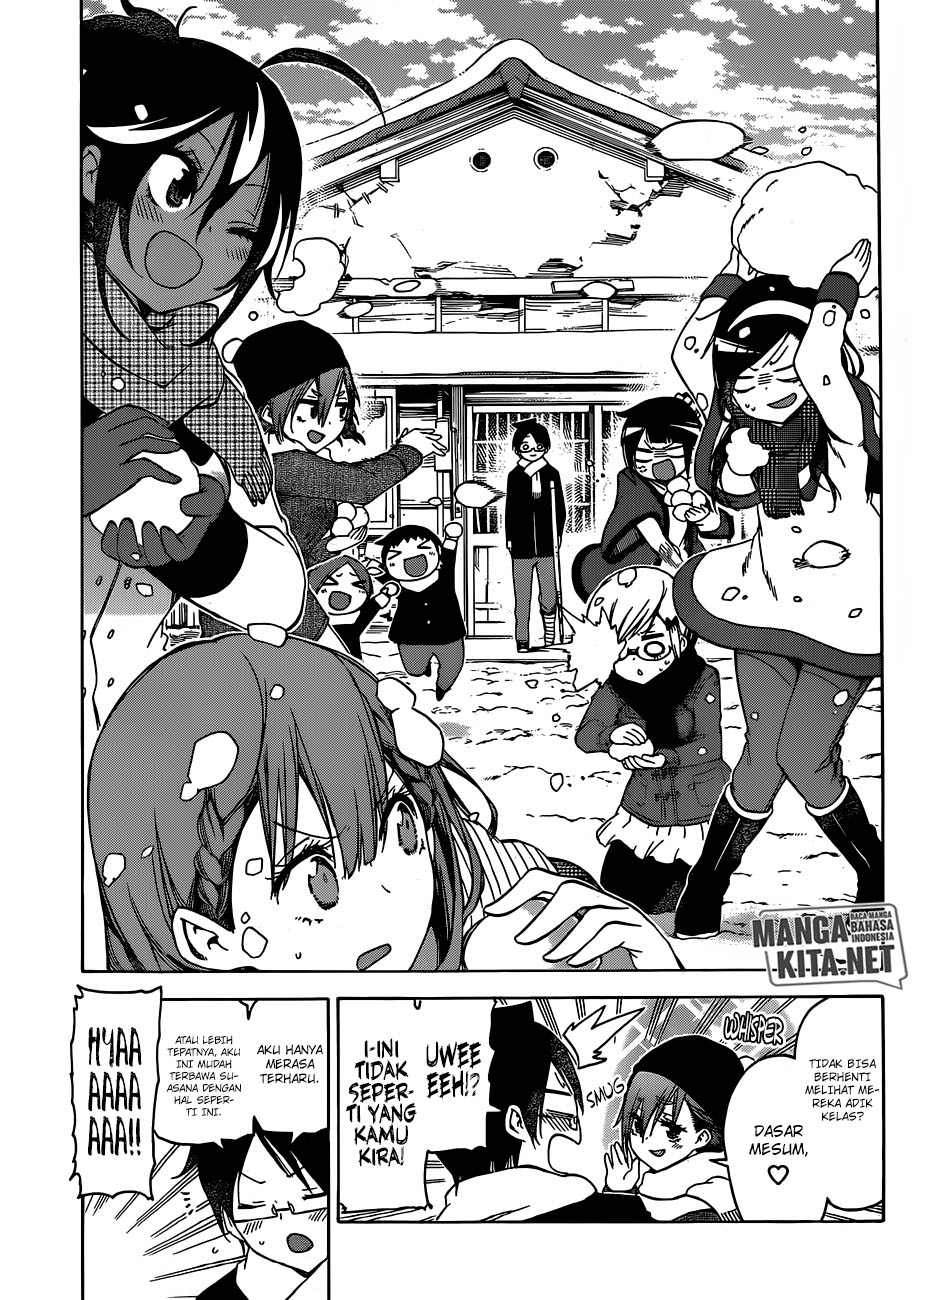 MANGA
BACA MANGA
BAHASA
INDONESIA
KITA.NET
WHISPER
TIDAK BISA
BERHENTI
MELIHAT ME-
REKA ADIK
KELAS?
DASAR
MESUM,
♡
SMUG
UWEE
EEH!?
I-INI
TIDAK
SEPER-
TI YANG
KAMU
KIRA!
AKU HANYA
MERASA
TERHARU.
ATAU LEBIH
TEPATNYA, AKU
INI MUDAH
TERBAWA SU-
ASANA DENGAN
HAL SEPER-
TI INI.
HYAA
AAAA
AAAA
AAA!!